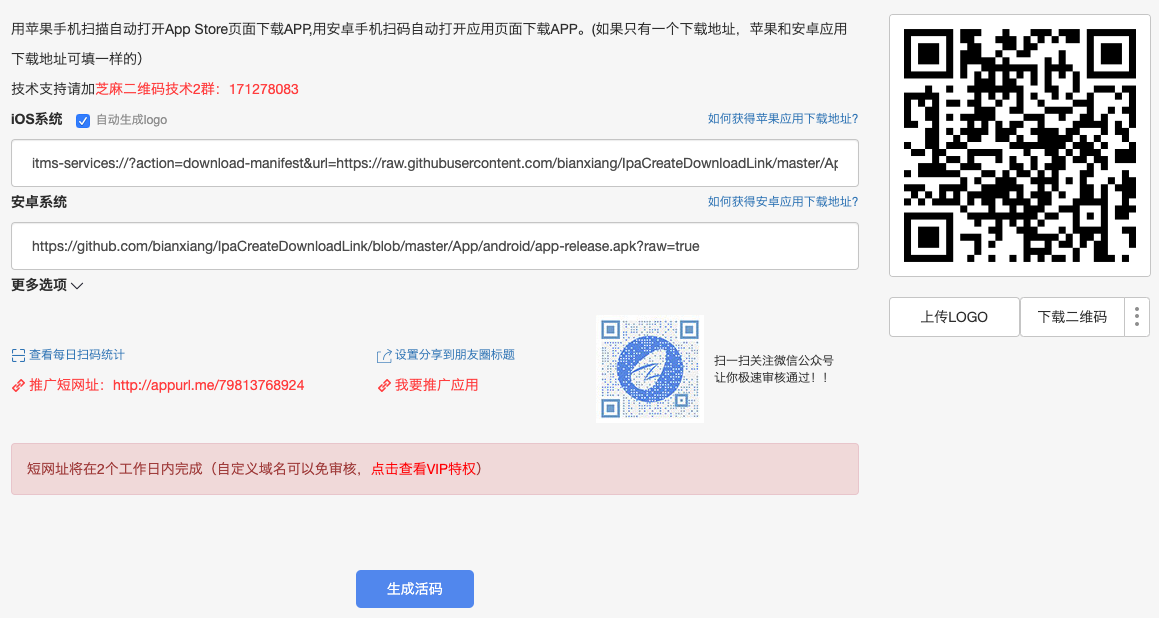 用苹果手机扫描自动打开App Store页面下载APP,用安卓手机扫码自动打开应用页面下载APP。(如果只有一个下载地址，苹果和安卓应用
下载地址可填一样的）
技术支持请加芝麻二维码技术2群：171278083
iOS系统 自动生成logo 如何获得苹果应用下载地址?
itms-services://?action=download-manifest&url=https://raw.githubusercontent.com/bianxiang/IpaCreateDownloadLink/master/Ap
安卓系统 如何获得安卓应用下载地址?
https://github.com/bianxiang/IpaCreateDownloadLink/blob/master/App/android/app-release.apk?raw=true
更多选项
上传LOGO 下载二维码
查看每日扫码统计 设置分享到朋友圈标题
扫一扫关注微信公众号
让你极速审核通过！！
推广短网址：http://appurl.me/79813768924 我要推广应用
短网址将在2个工作日内完成（自定义域名可以免审核，点击查看VIP特权）
生成活码